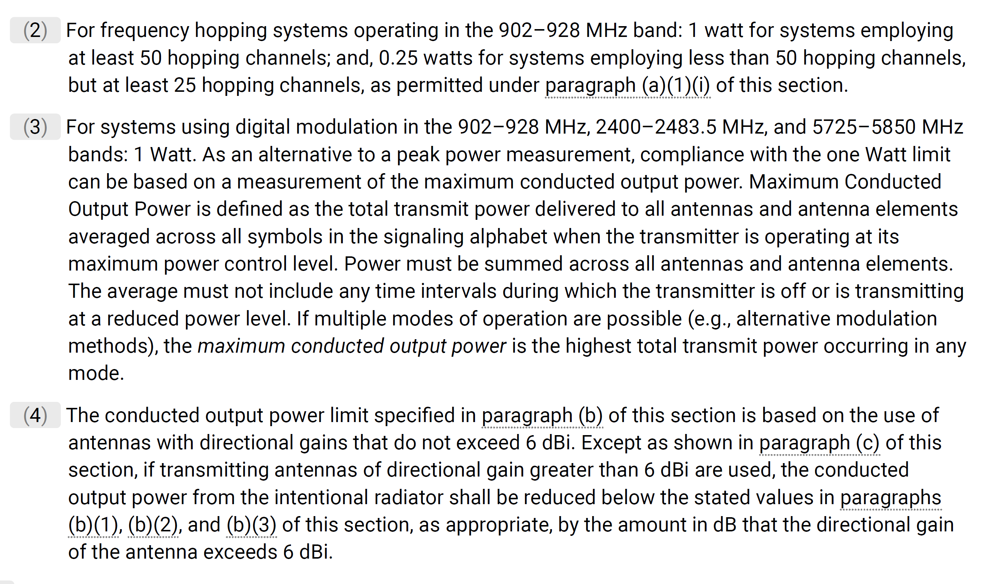 (2) For frequency hopping systems operating in the 902–928 MHz band: 1 watt for systems employing
at least 50 hopping channels; and, 0.25 watts for systems employing less than 50 hopping channels,
but at least 25 hopping channels, as permitted under paragraph (a)(1)(i) of this section.
(3) For systems using digital modulation in the 902–928 MHz, 2400–2483.5 MHz, and 5725–5850 MHz
bands: 1 Watt. As an alternative to a peak power measurement, compliance with the one Watt limit
can be based on a measurement of the maximum conducted output power. Maximum Conducted
Output Power is defined as the total transmit power delivered to all antennas and antenna elements
averaged across all symbols in the signaling alphabet when the transmitter is operating at its
maximum power control level. Power must be summed across all antennas and antenna elements.
The average must not include any time intervals during which the transmitter is off or is transmitting
at a reduced power level. If multiple modes of operation are possible (e.g., alternative modulation
methods), the maximum conducted output power is the highest total transmit power occurring in any
mode.
(4) The conducted output power limit specified in paragraph (b) of this section is based on the use of
antennas with directional gains that do not exceed 6 dBi. Except as shown in paragraph (c) of this
section, if transmitting antennas of directional gain greater than 6 dBi are used, the conducted
output power from the intentional radiator shall be reduced below the stated values in paragraphs
(b)(1), (b)(2), and (b)(3) of this section, as appropriate, by the amount in dB that the directional gain
of the antenna exceeds 6 dBi.